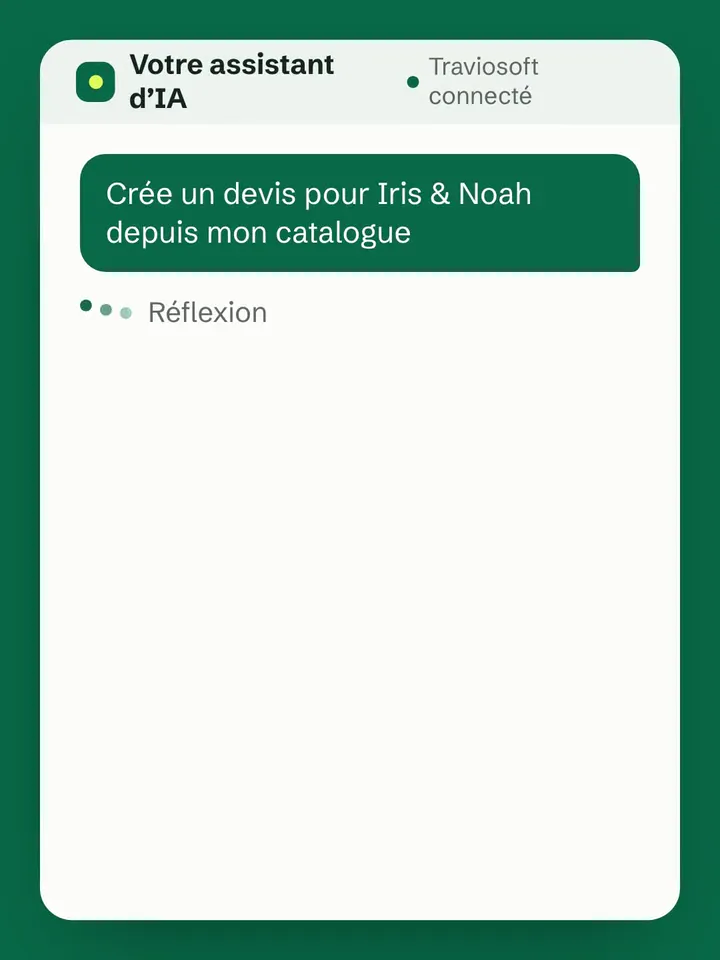 Votre assistant
d’IA
Traviosoft
connecté
Crée un devis pour Iris & Noah
depuis mon catalogue
Réflexion